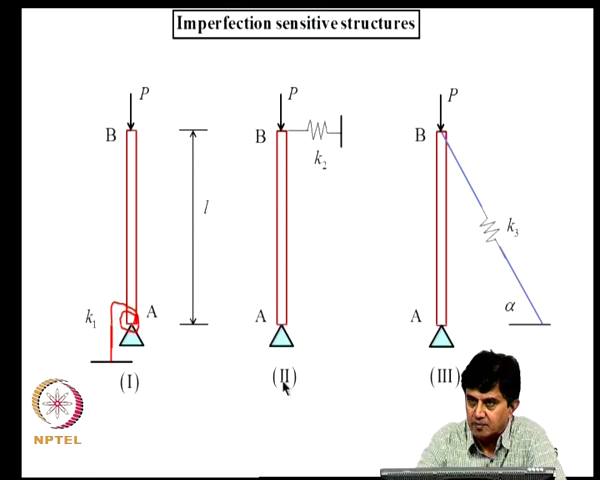 Imperfection sensitive structures
P
P
P
B
B
B
k₂
l
k₃
k₁
A
A
A
α
(I)
(II)
(III)
NPTEL